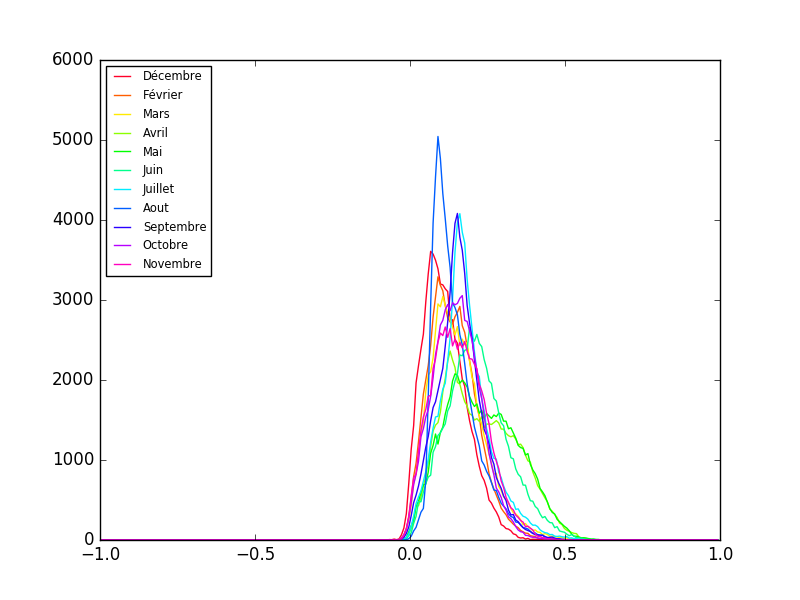 6000
5000
4000
3000
2000
1000
0
Décembre
Février
Mars
Avril
Mai
Juin
Juillet
Aout
Septembre
Octobre
Novembre
−1.0
−0.5
0.0
0.5
1.0